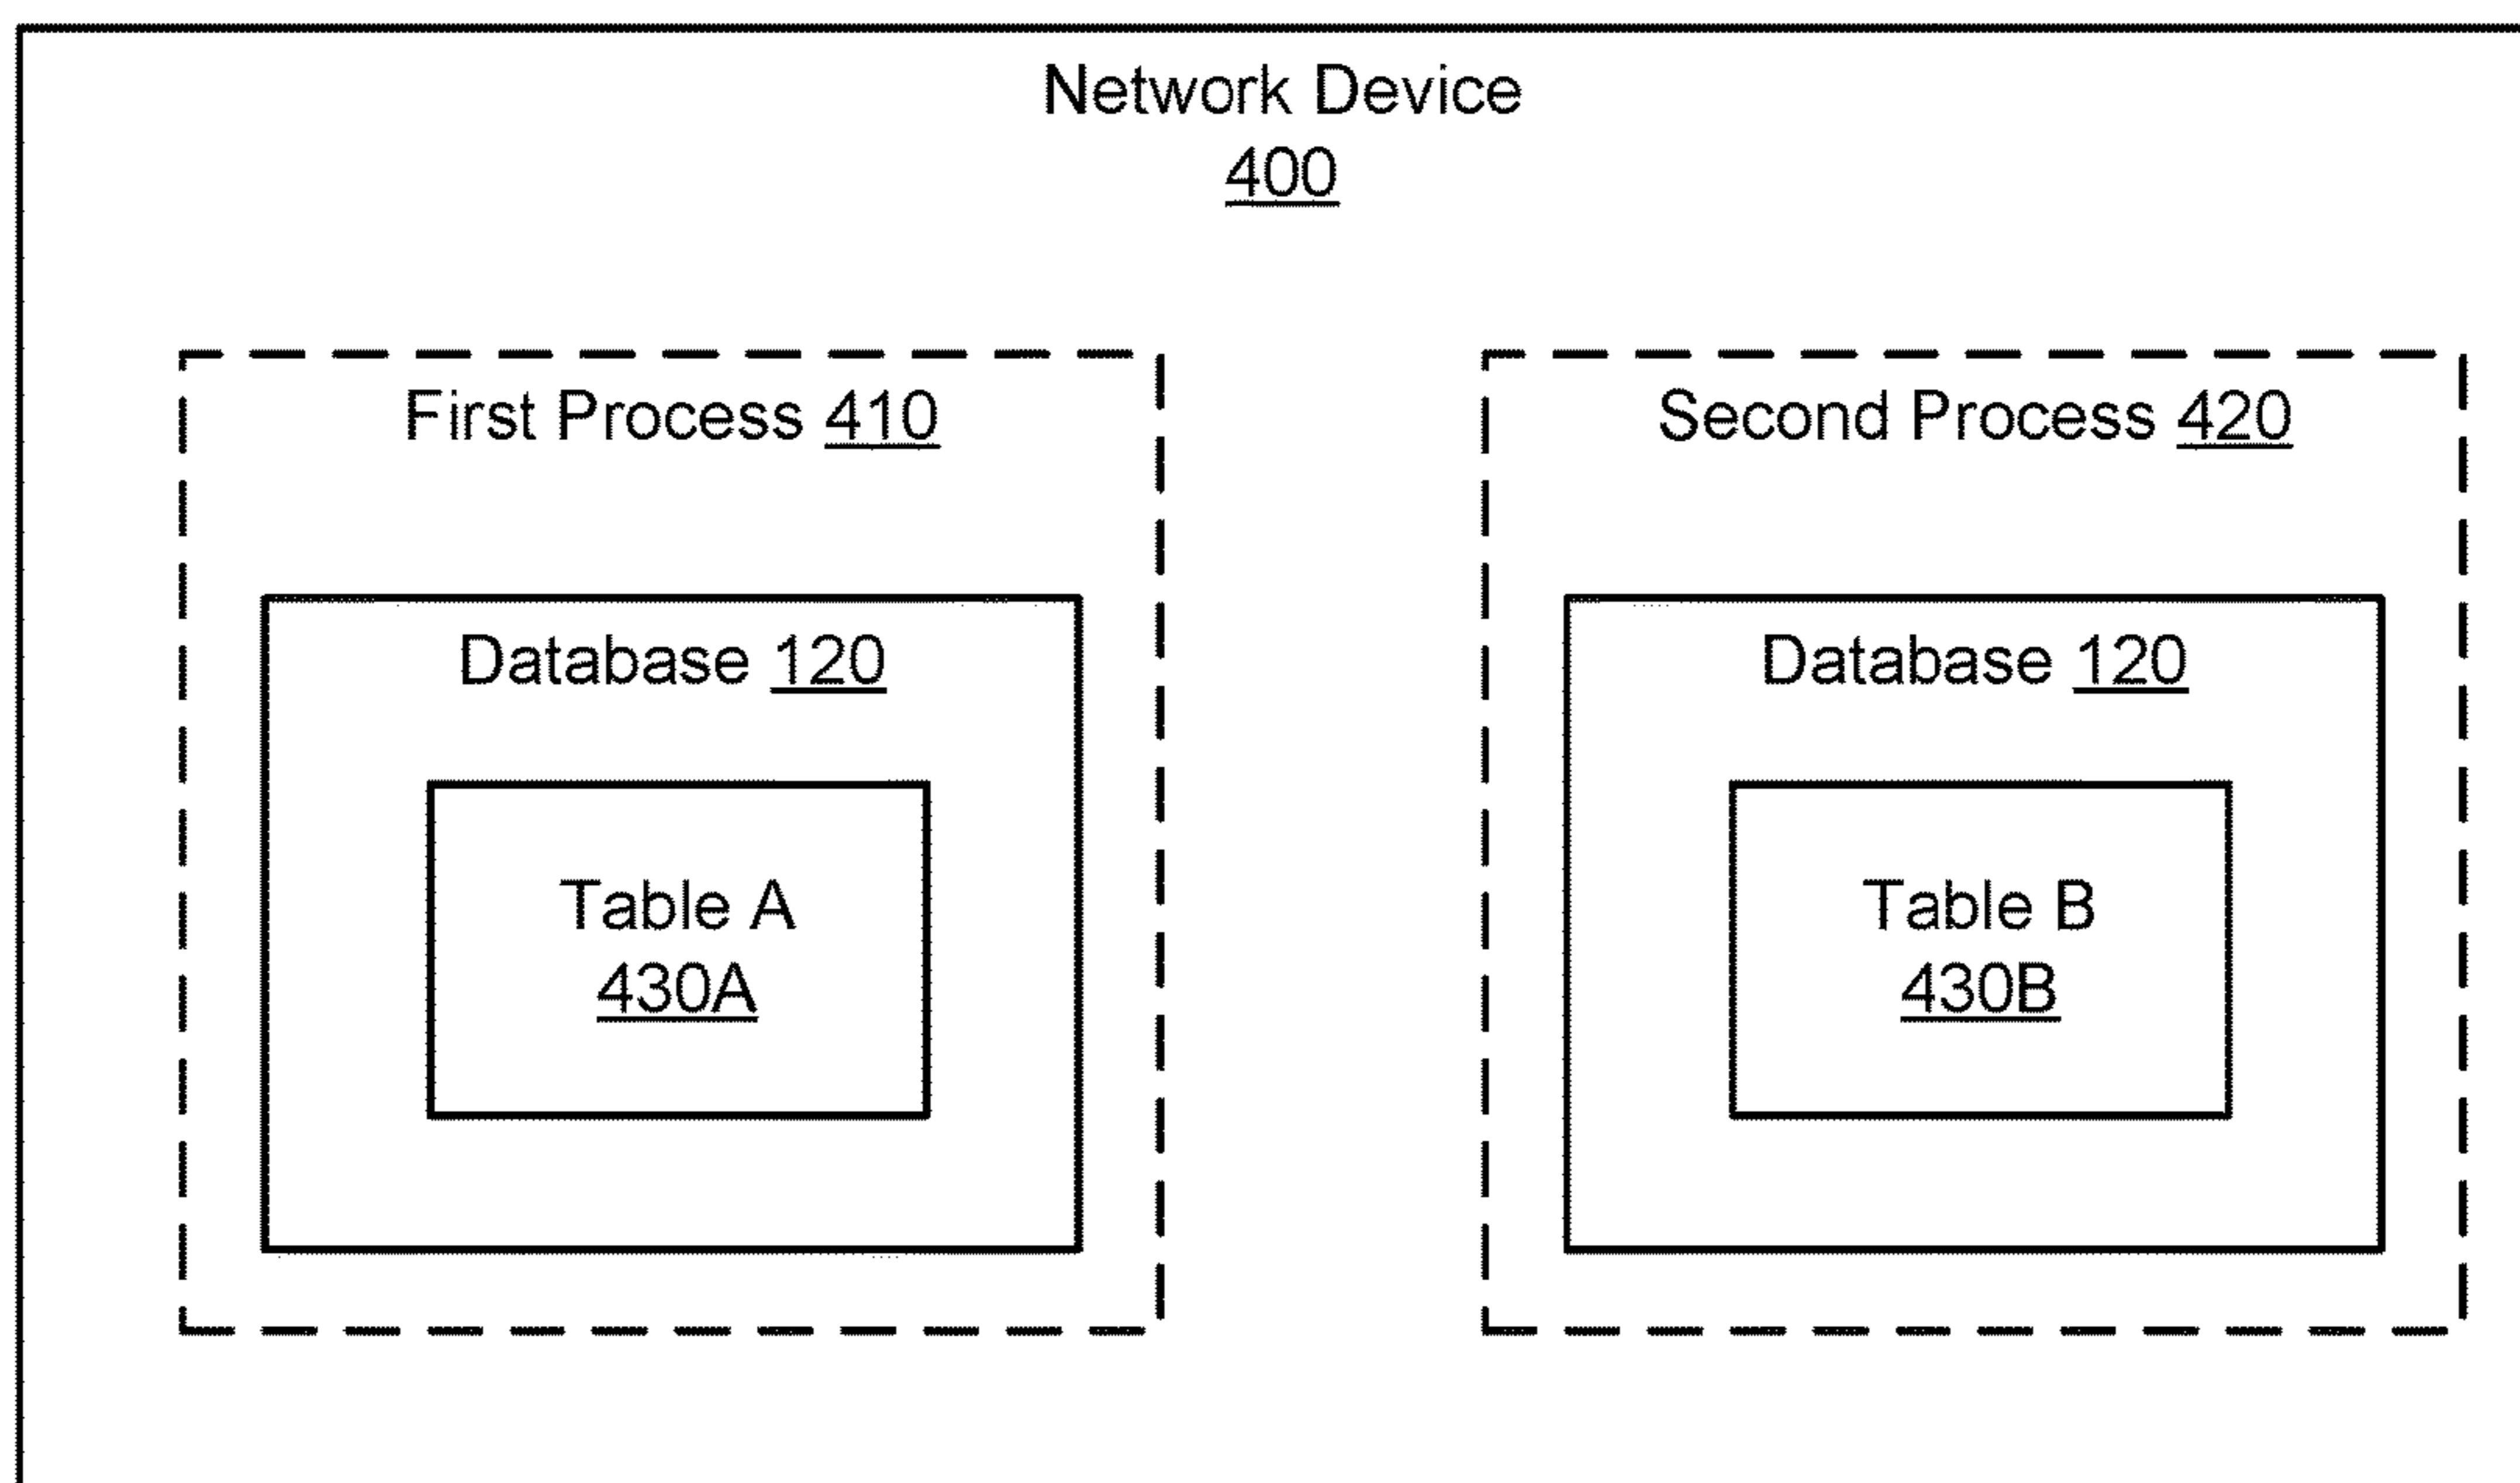 Network Device
400
First Process 410
Second Process 420
Database 120
Database 120
Table A
430A
Table B
430B